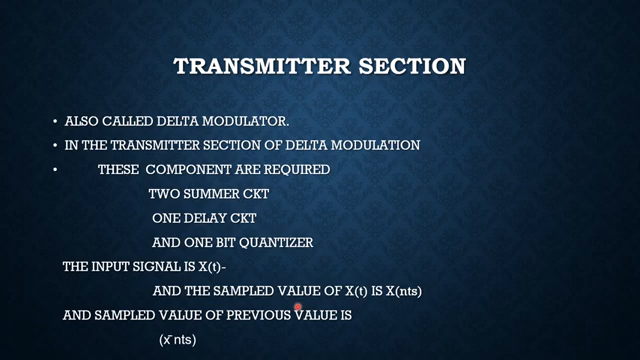 TRANSMITTER SECTION
• ALSO CALLED DELTA MODULATOR.
• IN THE TRANSMITTER SECTION OF DELTA MODULATION
• THESE COMPONENT ARE REQUIRED
TWO SUMMER CKT
ONE DELAY CKT
AND ONE BIT QUANTIZER
THE INPUT SIGNAL IS X(t)-
AND THE SAMPLED VALUE OF X(t) IS X(nts)
AND SAMPLED VALUE OF PREVIOUS VALUE IS
(x ̄nts)